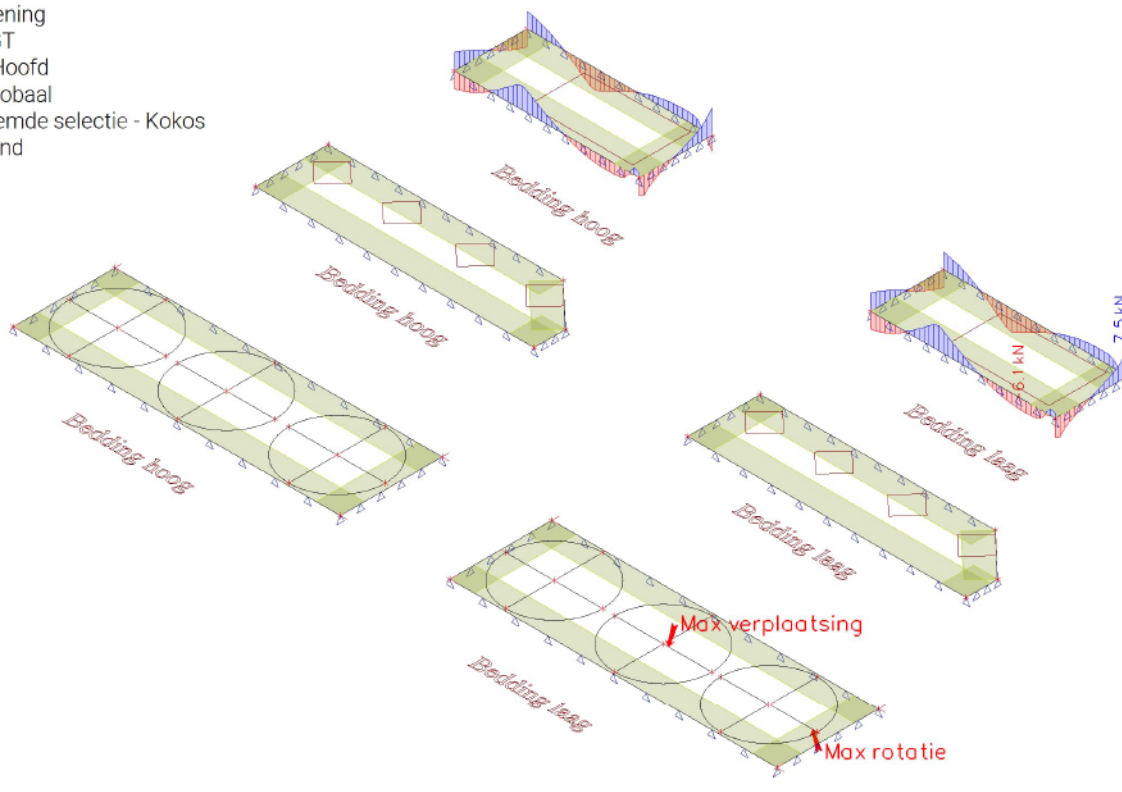 ening
GT
Hoofd
obaal
emde selectie - Kokos
nd
Bedding hoog
Bedding hoog
Bedding hoog
7.5 kN
6.1 kN
Bedding laag
Bedding laag
Max verplaatsing
Bedding laag
Max rotatie